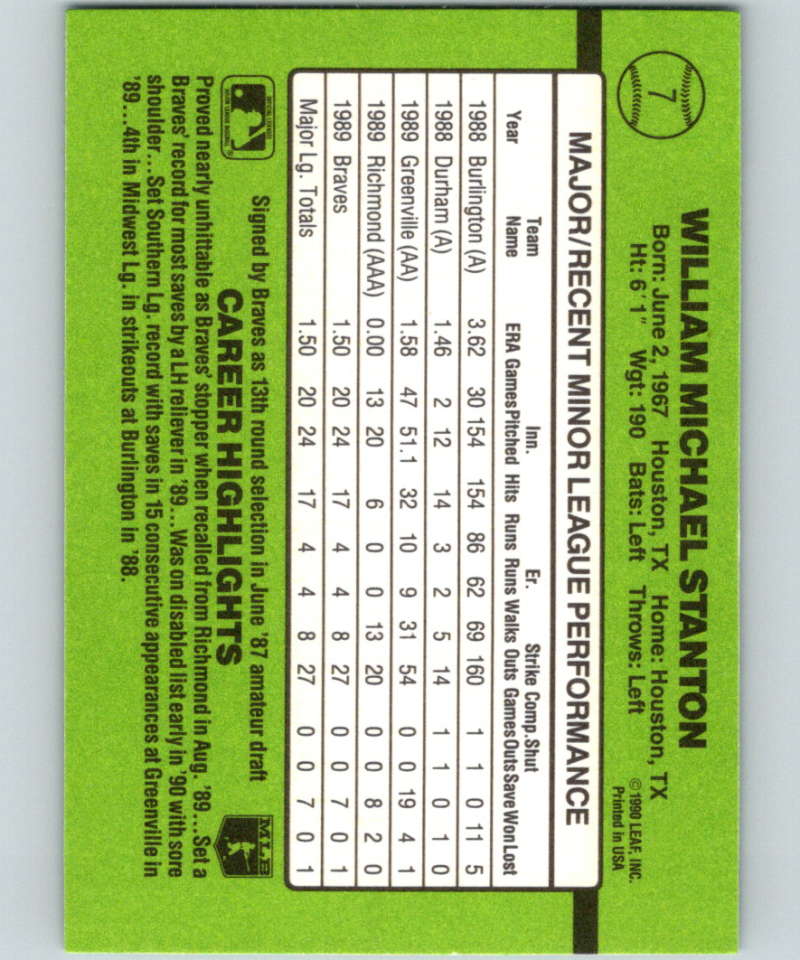 7
WILLIAM MICHAEL STANTON
Born: June 2, 1967 Houston, TX Home: Houston, TX
Ht: 6' 1" Wgt: 190 Bats: Left Throws: Left
©1990 LEAF, INC.
Printed in USA
MAJOR/RECENT MINOR LEAGUE PERFORMANCE
Team Inn. Er. Strike Comp. Shut
Year Name ERA Games Pitched Hits Runs Runs Walks Outs Games Outs Save Won Lost
1988 Burlington (A) 3.62 30 154 154 86 62 69 160 1 1 0 11 5
1988 Durham (A) 1.46 2 12 14 3 2 5 14 1 1 0 1 0
1989 Greenville (AA) 1.58 47 51.1 32 10 9 31 54 0 0 19 4 1
1989 Richmond (AAA) 0.00 13 20 6 0 0 13 20 0 0 8 2 0
1989 Braves 1.50 20 24 17 4 4 8 27 0 0 7 0 1
Major Lg. Totals 1.50 20 24 17 4 4 8 27 0 0 7 0 1
OFFICIAL LICENSEE
MAJOR LEAGUE BASEBALL
Signed by Braves as 13th round selection in June '87 amateur draft
MLB
CAREER HIGHLIGHTS
Proved nearly unhittable as Braves' stopper when recalled from Richmond in Aug. '89...Set a
Braves' record for most saves by a LH reliever in '89...Was on disabled list early in '90 with sore
shoulder...Set Southern Lg. record with saves in 15 consecutive appearances at Greenville in
'89...4th in Midwest Lg. in strikeouts at Burlington in '88.